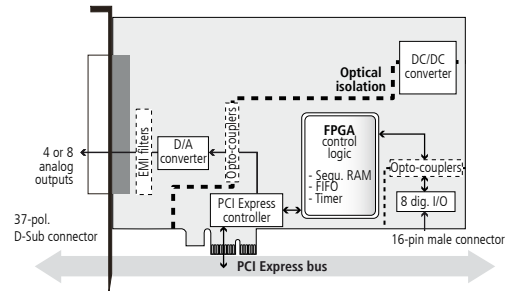 DC/DC
converter
Optical
isolation
Opto-couplers
EMI filters
D/A
converter
FPGA
control
logic
- Sequ. RAM
- FIFO
- Timer
4 or 8
analog
outputs
Opto-couplers
PCI Express
controller
8 dig. I/O
37-pol.
D-Sub connector
16-pin male connector
PCI Express bus